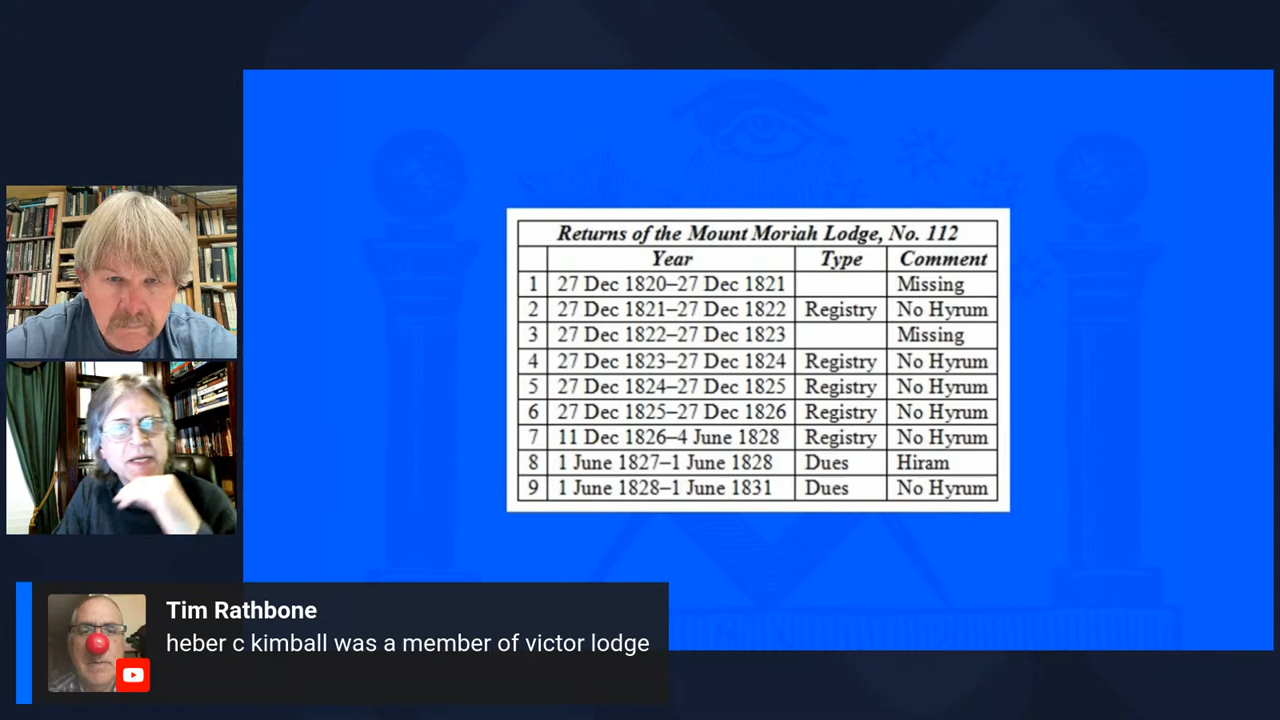 Returns of the Mount Moriah Lodge, No. 112
Year Type Comment
1 27 Dec 1820–27 Dec 1821 Missing
2 27 Dec 1821–27 Dec 1822 Registry No Hyrum
3 27 Dec 1822–27 Dec 1823 Missing
4 27 Dec 1823–27 Dec 1824 Registry No Hyrum
5 27 Dec 1824–27 Dec 1825 Registry No Hyrum
6 27 Dec 1825–27 Dec 1826 Registry No Hyrum
7 11 Dec 1826–4 June 1828 Registry No Hyrum
8 1 June 1827–1 June 1828 Dues Hiram
9 1 June 1828–1 June 1831 Dues No Hyrum
Tim Rathbone
heber c kimball was a member of victor lodge